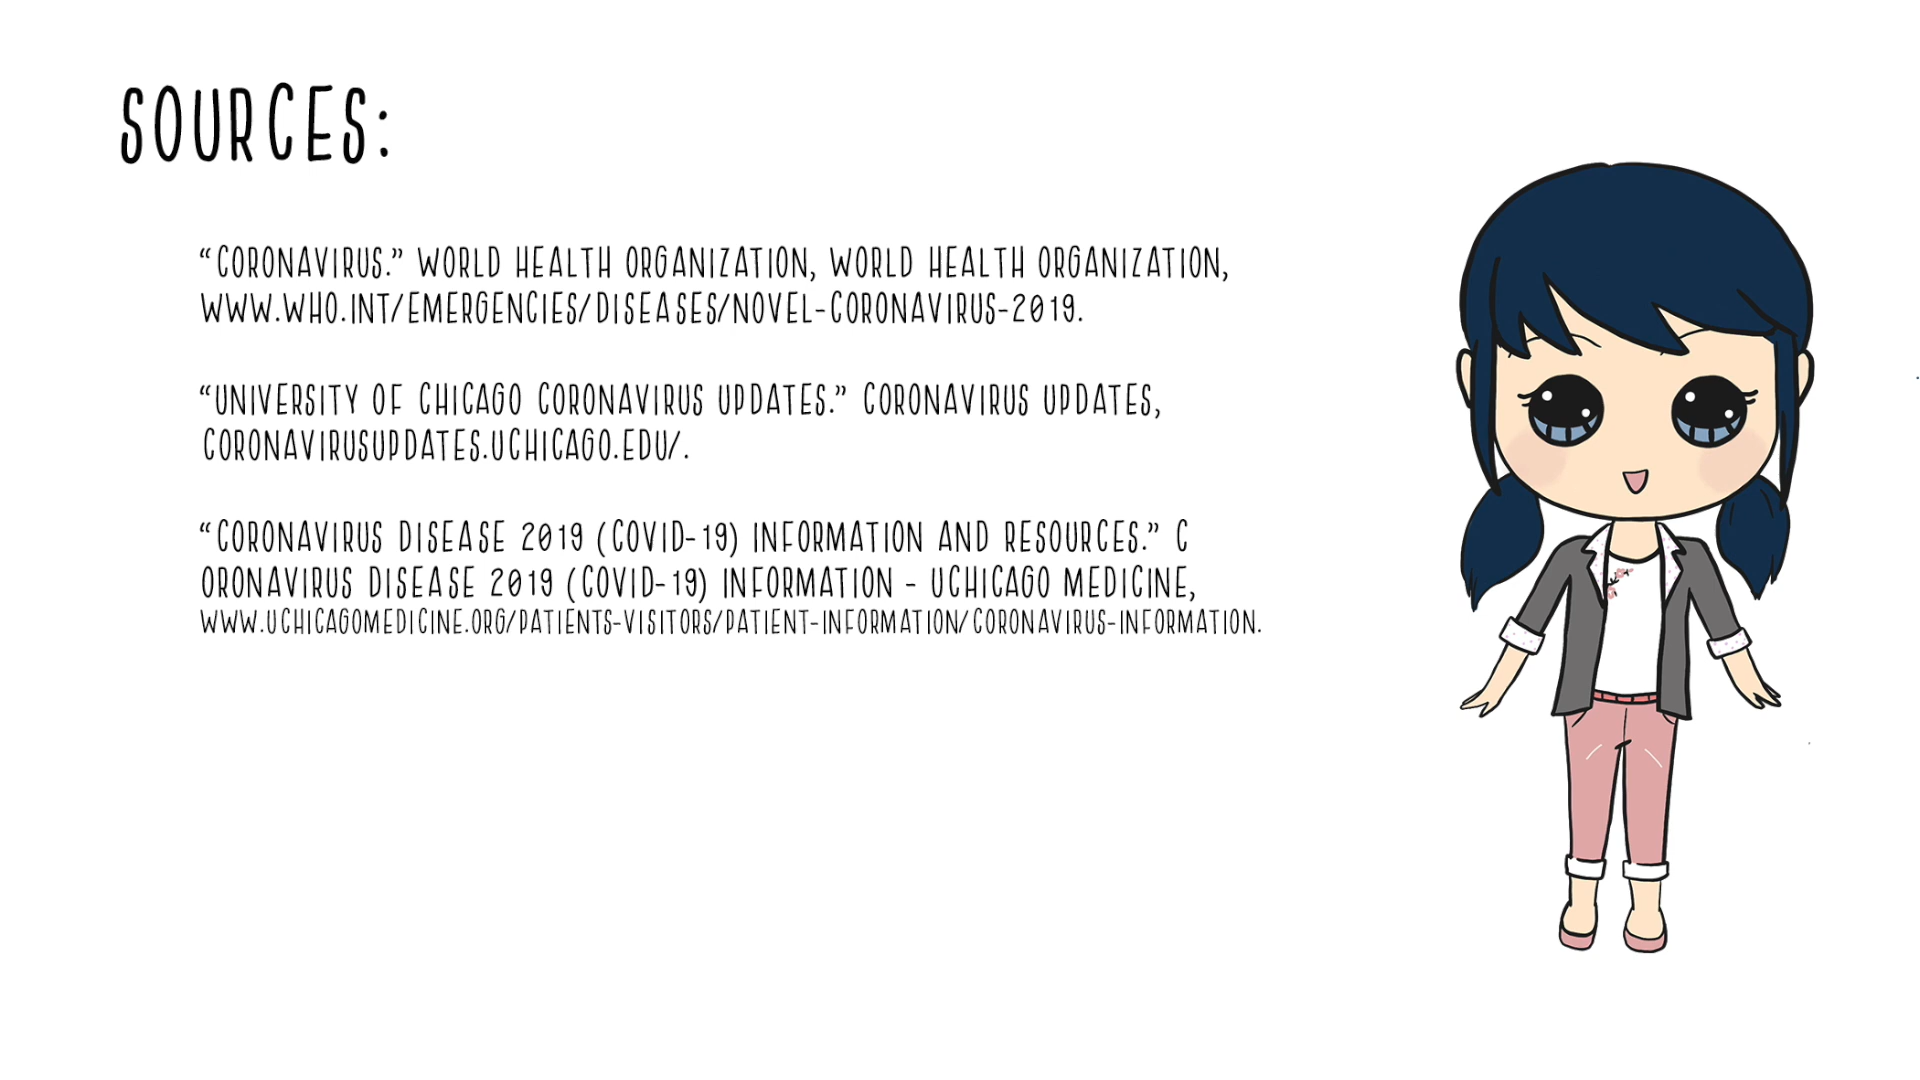 SOURCES:
“CORONAVIRUS.” WORLD HEALTH ORGANIZATION, WORLD HEALTH ORGANIZATION,
WWW.WHO.INT/EMERGENCIES/DISEASES/NOVEL-CORONAVIRUS-2019.
“UNIVERSITY OF CHICAGO CORONAVIRUS UPDATES.” CORONAVIRUS UPDATES,
CORONAVIRUSUPDATES.UCHICAGO.EDU/.
“CORONAVIRUS DISEASE 2019 (COVID-19) INFORMATION AND RESOURCES.” C
ORONAVIRUS DISEASE 2019 (COVID-19) INFORMATION - UCHICAGO MEDICINE,
WWW.UCHICAGOMEDICINE.ORG/PATIENTS-VISITORS/PATIENT-INFORMATION/CORONAVIRUS-INFORMATION.